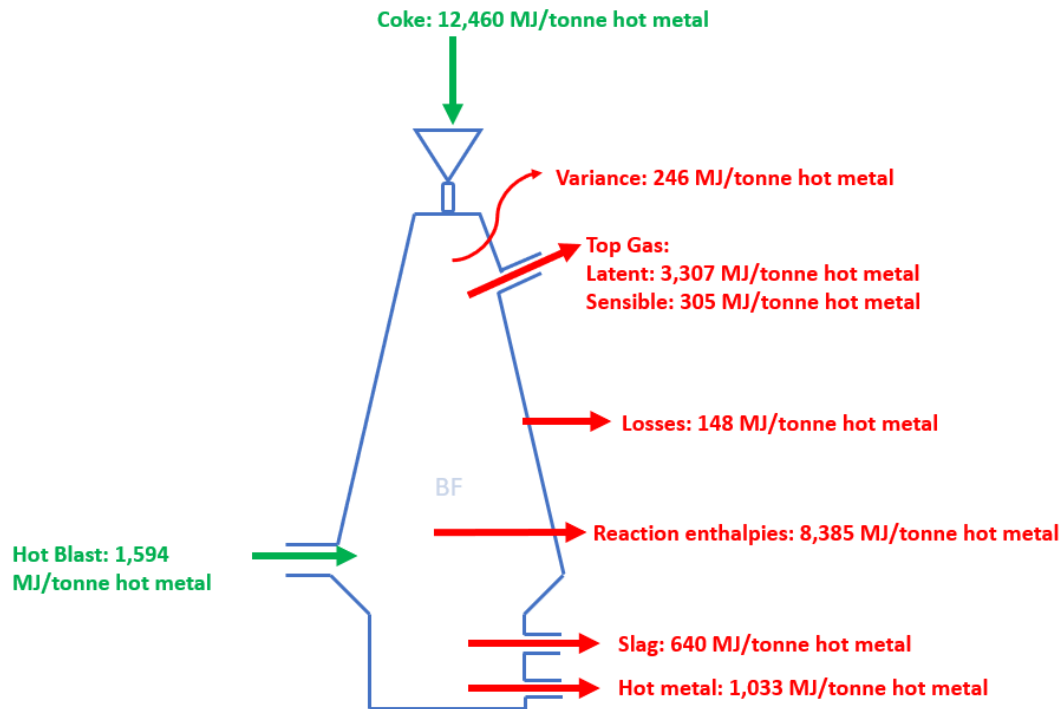 Coke: 12,460 MJ/tonne hot metal
Variance: 246 MJ/tonne hot metal
Top Gas:
Latent: 3,307 MJ/tonne hot metal
Sensible: 305 MJ/tonne hot metal
Losses: 148 MJ/tonne hot metal
BF
Reaction enthalpies: 8,385 MJ/tonne hot metal
Hot Blast: 1,594
MJ/tonne hot metal
Slag: 640 MJ/tonne hot metal
Hot metal: 1,033 MJ/tonne hot metal